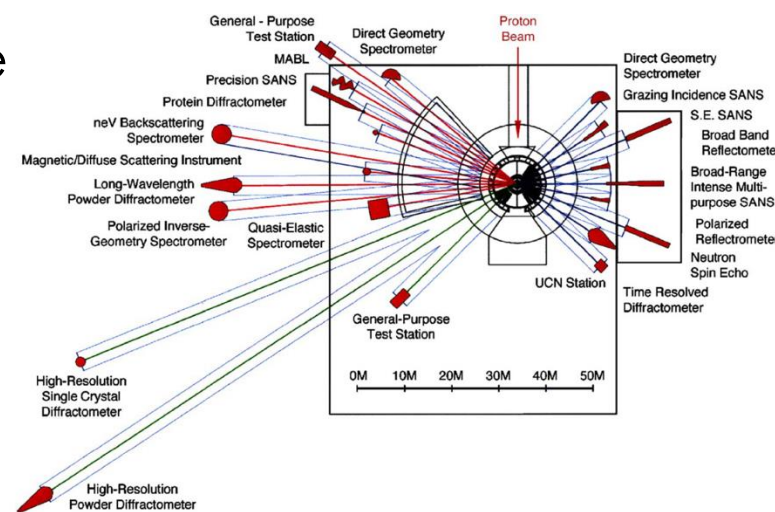 e
General - Purpose
Test Station
MABL
Precision SANS
Protein Diffractometer
neV Backscattering
Spectrometer
Magnetic/Diffuse Scattering Instrument
Long-Wavelength
Powder Diffractometer
Polarized Inverse-
Geometry Spectrometer
Quasi-Elastic
Spectrometer
Direct Geometry
Spectrometer
Proton
Beam
Direct Geometry
Spectrometer
Grazing Incidence SANS
S.E. SANS
Broad Band
Reflectome
Broad-Range
Intense Multi-
purpose SANS
Polarized
Reflectrome
Neutron
Spin Echo
UCN Station
Time Resolved
Diffractometer
General-Purpose
Test Station
0M 10M 20M 30M 40M 50M
High-Resolution
Single Crystal
Diffractometer
High-Resolution
Powder Diffractometer